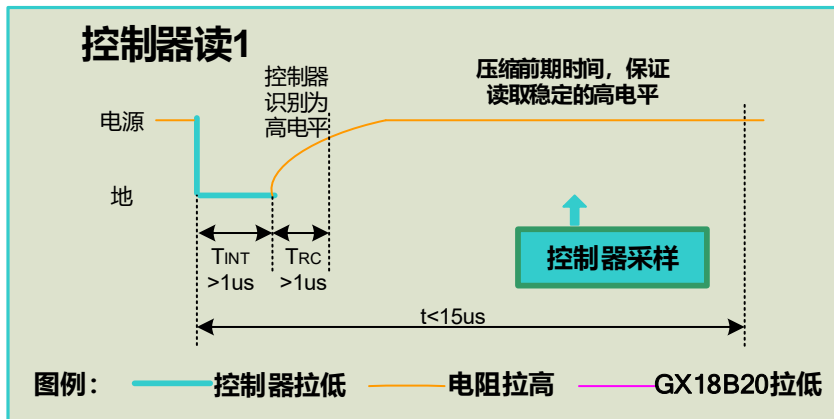 控制器读1
控制器
识别为
高电平
压缩前期时间，保证
读取稳定的高电平
电源
地
TINT
>1us
TRC
>1us
控制器采样
t<15us
图例： 控制器拉低 电阻拉高 GX18B20拉低